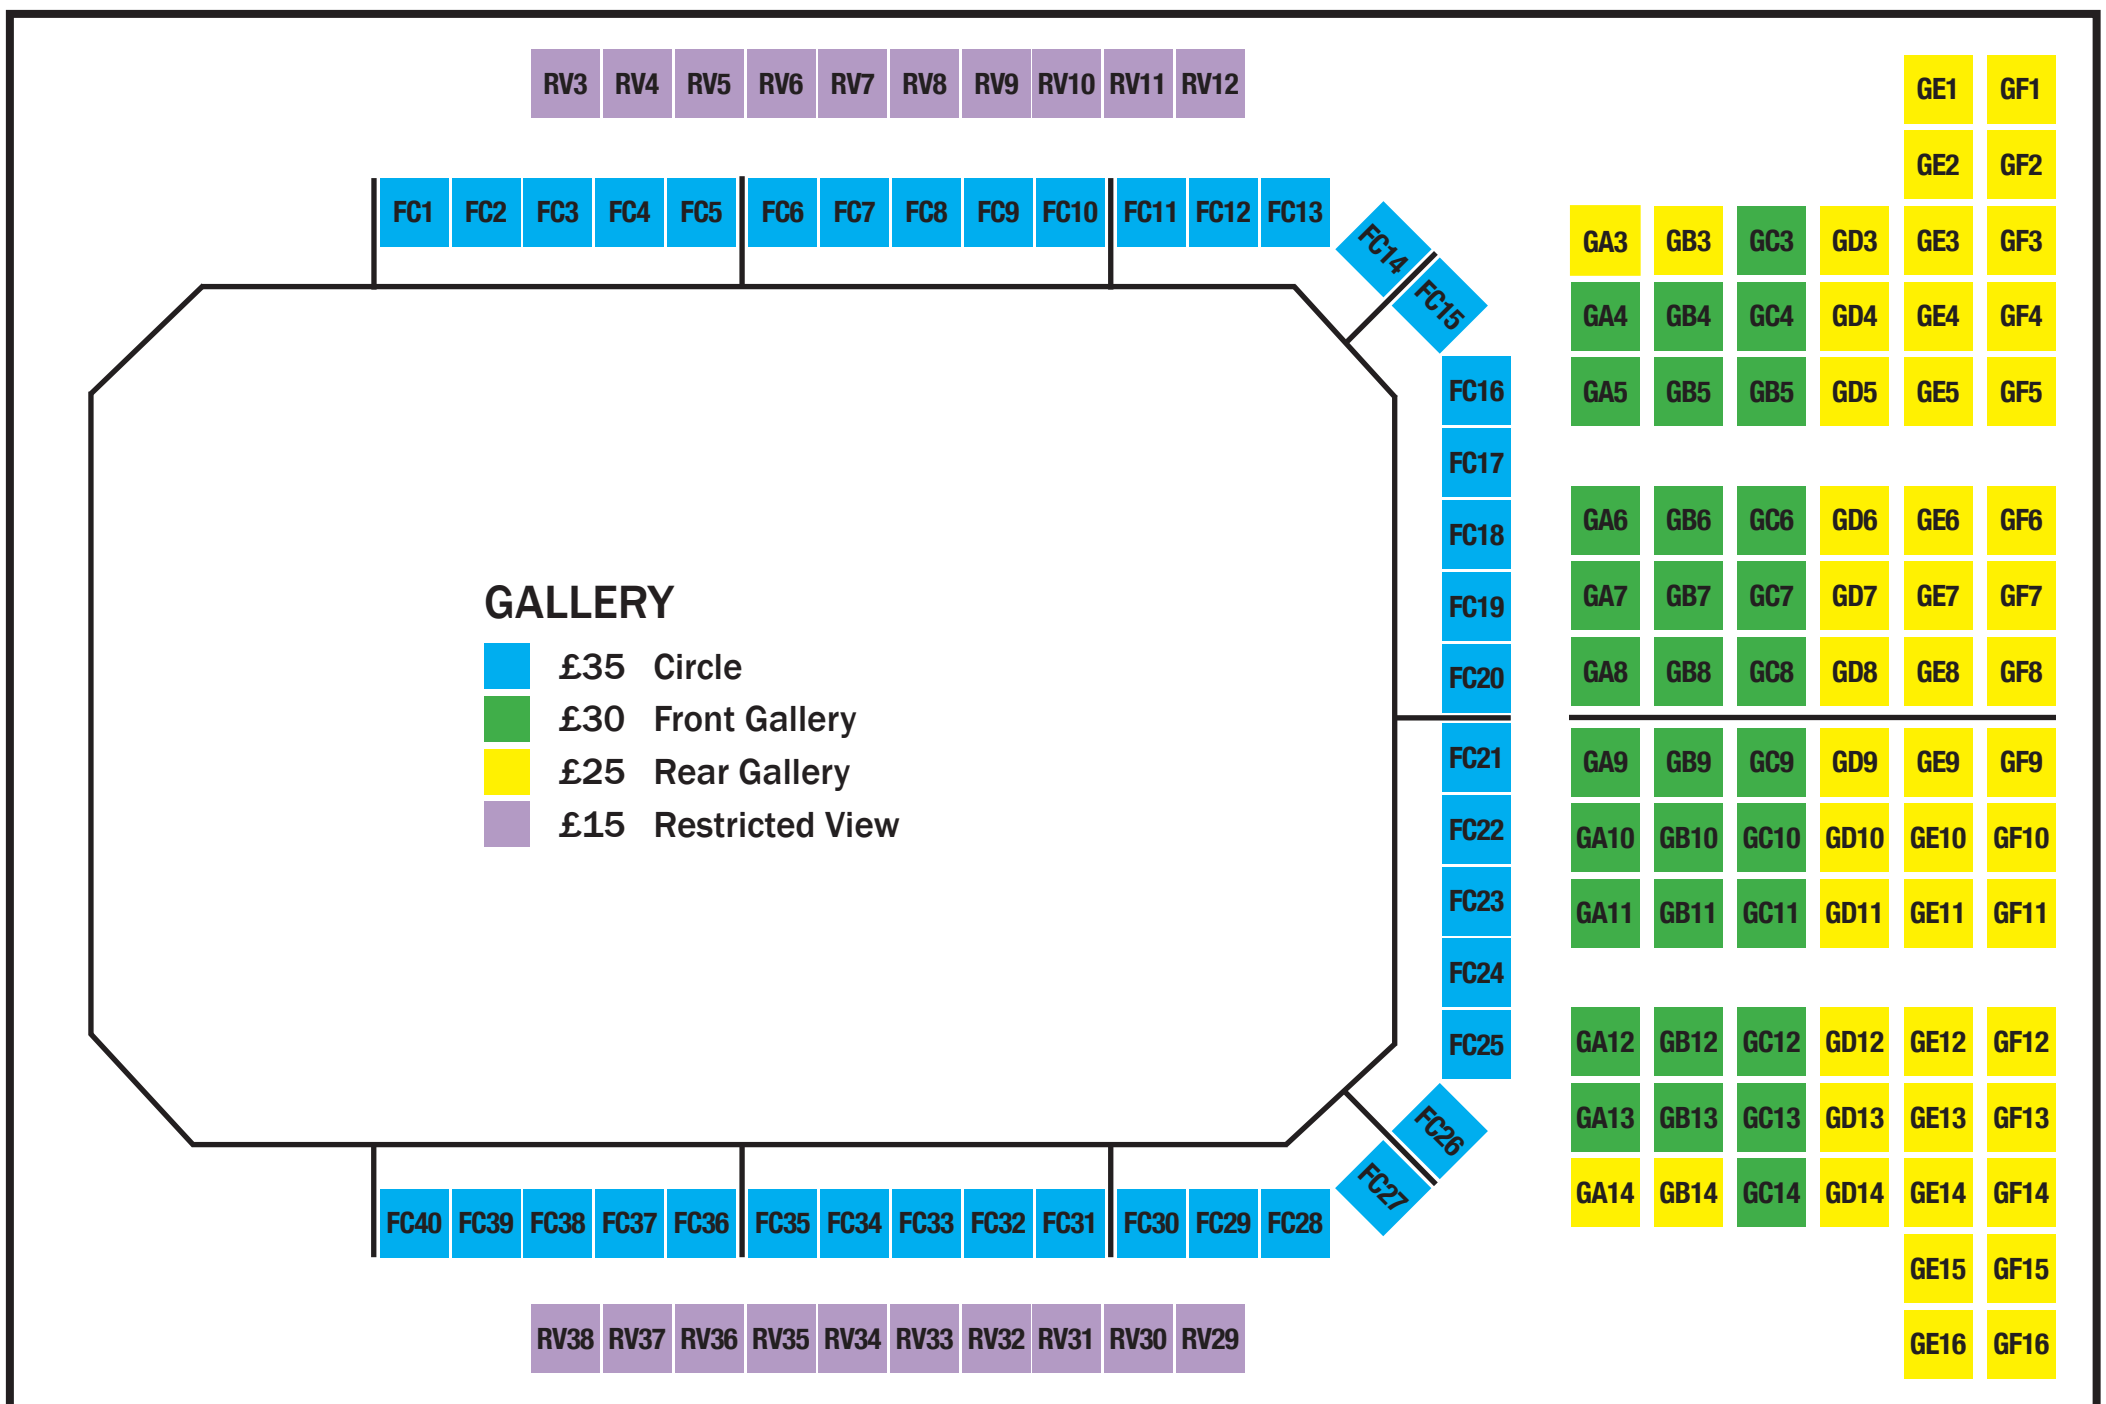 RV3 RV4 RV5 RV6 RV7 RV8 RV9 RV10 RV11 RV12
GE1 GF1
GE2 GF2
FC1 FC2 FC3 FC4 FC5 FC6 FC7 FC8 FC9 FC10 FC11 FC12 FC13
FC14
FC15
GA3 GB3 GC3 GD3 GE3 GF3
GA4 GB4 GC4 GD4 GE4 GF4
GA5 GB5 GB5 GD5 GE5 GF5
FC16
FC17
FC18
FC19
FC20
GA6 GB6 GC6 GD6 GE6 GF6
GA7 GB7 GC7 GD7 GE7 GF7
GA8 GB8 GC8 GD8 GE8 GF8
GALLERY
£35 Circle
£30 Front Gallery
£25 Rear Gallery
£15 Restricted View
FC21
FC22
FC23
FC24
FC25
GA9 GB9 GC9 GD9 GE9 GF9
GA10 GB10 GC10 GD10 GE10 GF10
GA11 GB11 GC11 GD11 GE11 GF11
GA12 GB12 GC12 GD12 GE12 GF12
GA13 GB13 GC13 GD13 GE13 GF13
GA14 GB14 GC14 GD14 GE14 GF14
FC26
FC27
FC40 FC39 FC38 FC37 FC36 FC35 FC34 FC33 FC32 FC31 FC30 FC29 FC28
GE15 GF15
GE16 GF16
RV38 RV37 RV36 RV35 RV34 RV33 RV32 RV31 RV30 RV29